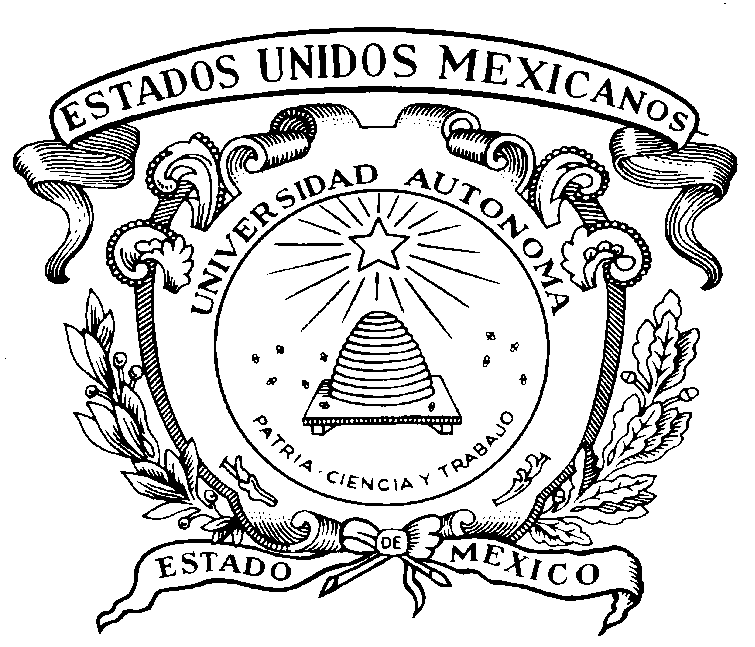 ESTADOS UNIDOS MEXICANOS
UNIVERSIDAD AUTONOMA
PATRIA · CIENCIA Y TRABAJO
ESTADO DE MEXICO